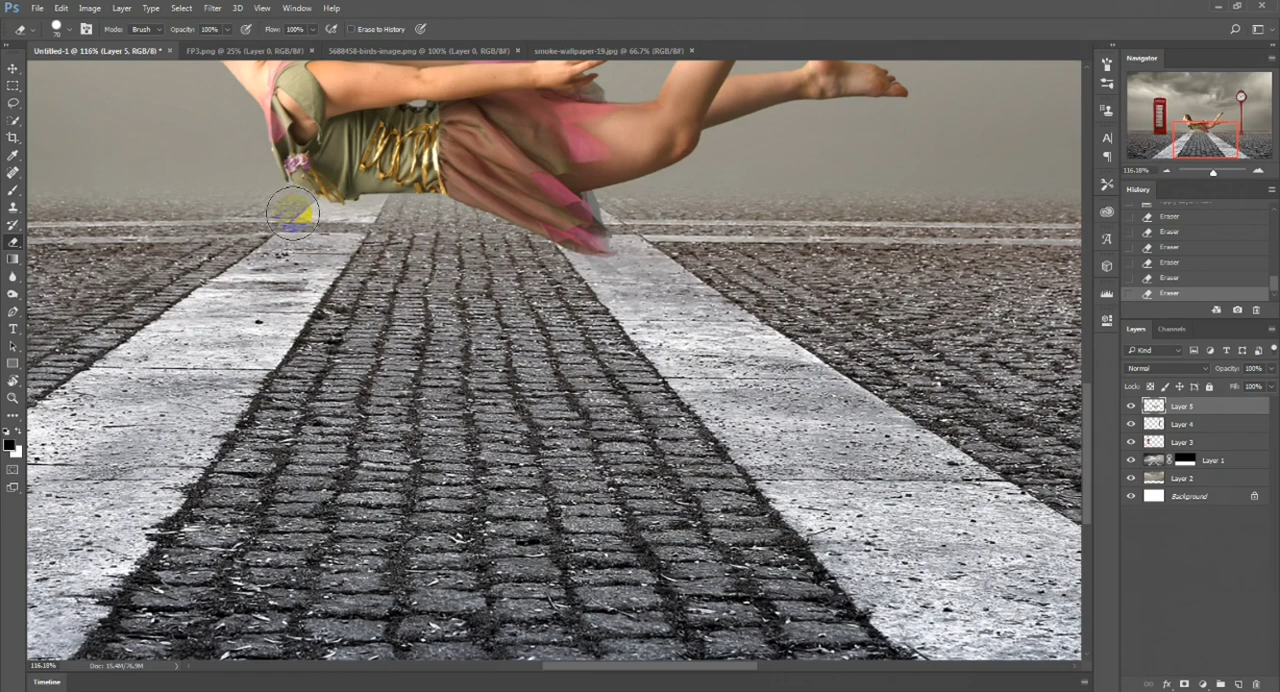 Ps File Edit Image Layer Type Select Filter 3D View Window Help
78 Mode: Brush Opacity: 100% Flow: 100% Erase to History
Untitled-1 @ 116% (Layer 5, RGB/8) * × FP3.png @ 25% (Layer 0, RGB/8#) × 5688458-birds-image.png @ 100% (Layer 0, RGB/8#) × smoke-wallpaper-19.jpg @ 66.7% (RGB/8#) ×
Navigator
116.18%
History
Eraser
Eraser
Eraser
Eraser
Eraser
Eraser
Layers Channels
Kind
Normal Opacity: 100%
Lock: Fill: 100%
Layer 5
Layer 4
Layer 3
Layer 1
Layer 2
Background
116.18% Doc: 15.4M/76.9M
Timeline